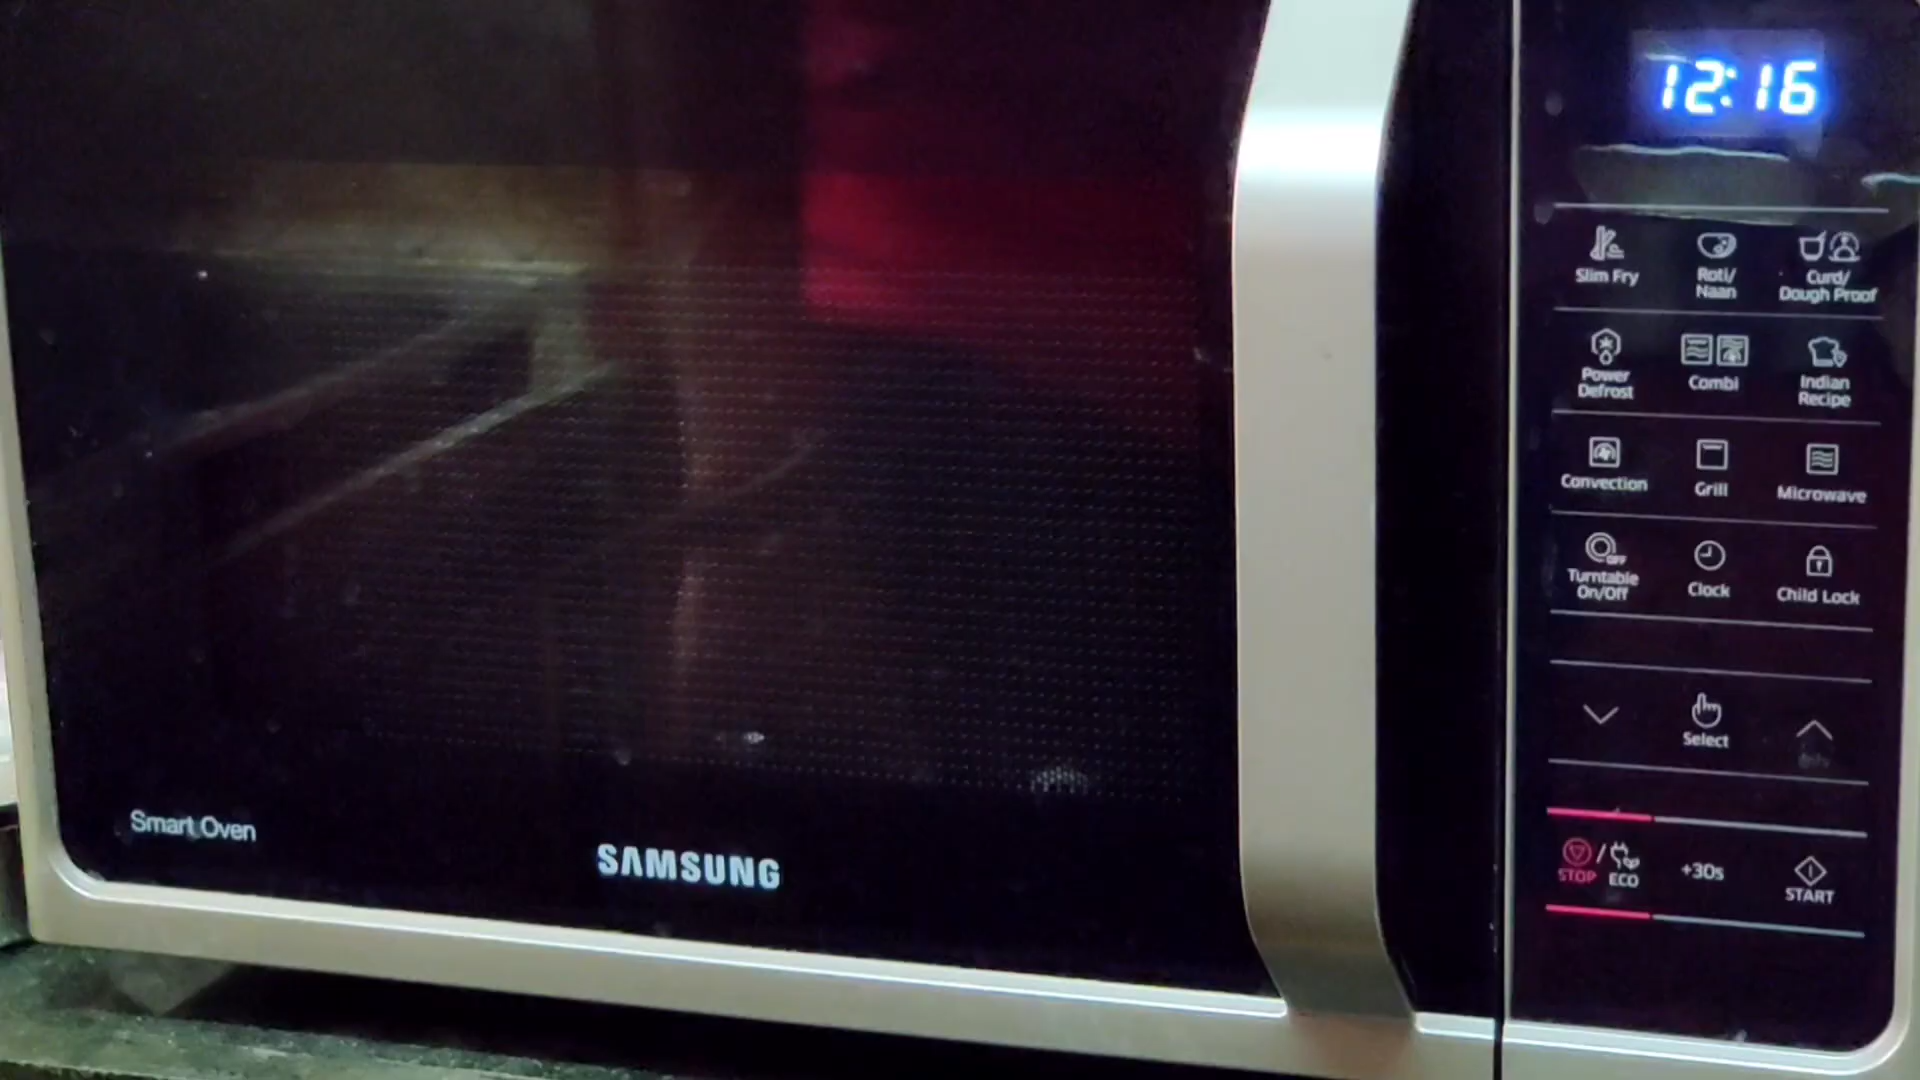 12:16
Slim Fry
Roti/
Naan
Curd/
Dough Proof
Power
Defrost
Combi
Indian
Recipe
Convection
Grill
Microwave
OFF
Turntable
On/Off
Clock
Child Lock
Select
STOP / ECO
+30s
START
Smart Oven
SAMSUNG